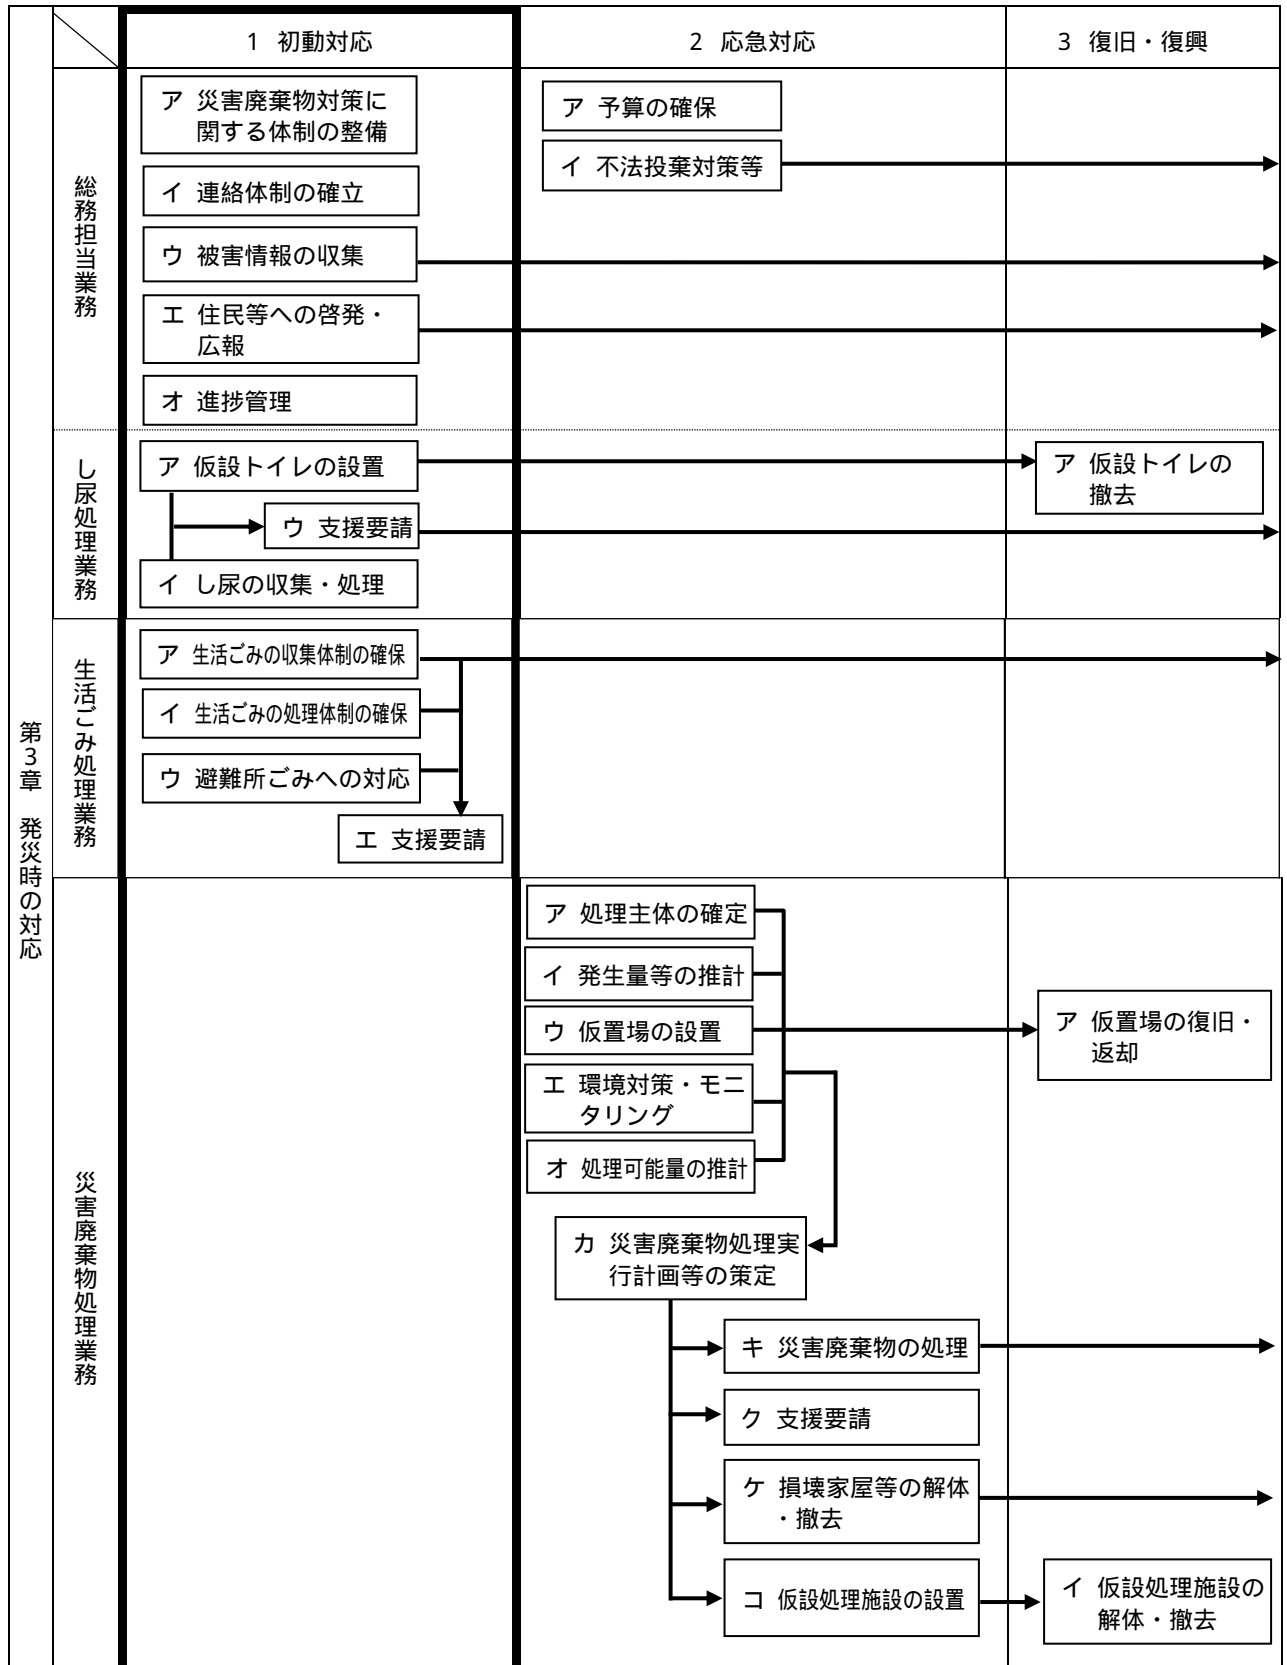 第3章　発災時の対応
1 初動対応
2 応急対応
3 復旧・復興
総務担当業務
ア 災害廃棄物対策に
関する体制の整備
イ 連絡体制の確立
ウ 被害情報の収集
エ 住民等への啓発・
広報
オ 進捗管理
ア 予算の確保
イ 不法投棄対策等
し尿処理業務
ア 仮設トイレの設置
ウ 支援要請
イ し尿の収集・処理
ア 仮設トイレの
撤去
生活ごみ処理業務
ア 生活ごみの収集体制の確保
イ 生活ごみの処理体制の確保
ウ 避難所ごみへの対応
エ 支援要請
災害廃棄物処理業務
ア 処理主体の確定
イ 発生量等の推計
ウ 仮置場の設置
エ 環境対策・モニ
タリング
オ 処理可能量の推計
カ 災害廃棄物処理実
行計画等の策定
キ 災害廃棄物の処理
ク 支援要請
ケ 損壊家屋等の解体
・撤去
コ 仮設処理施設の設置
ア 仮置場の復旧・
返却
イ 仮設処理施設の
解体・撤去